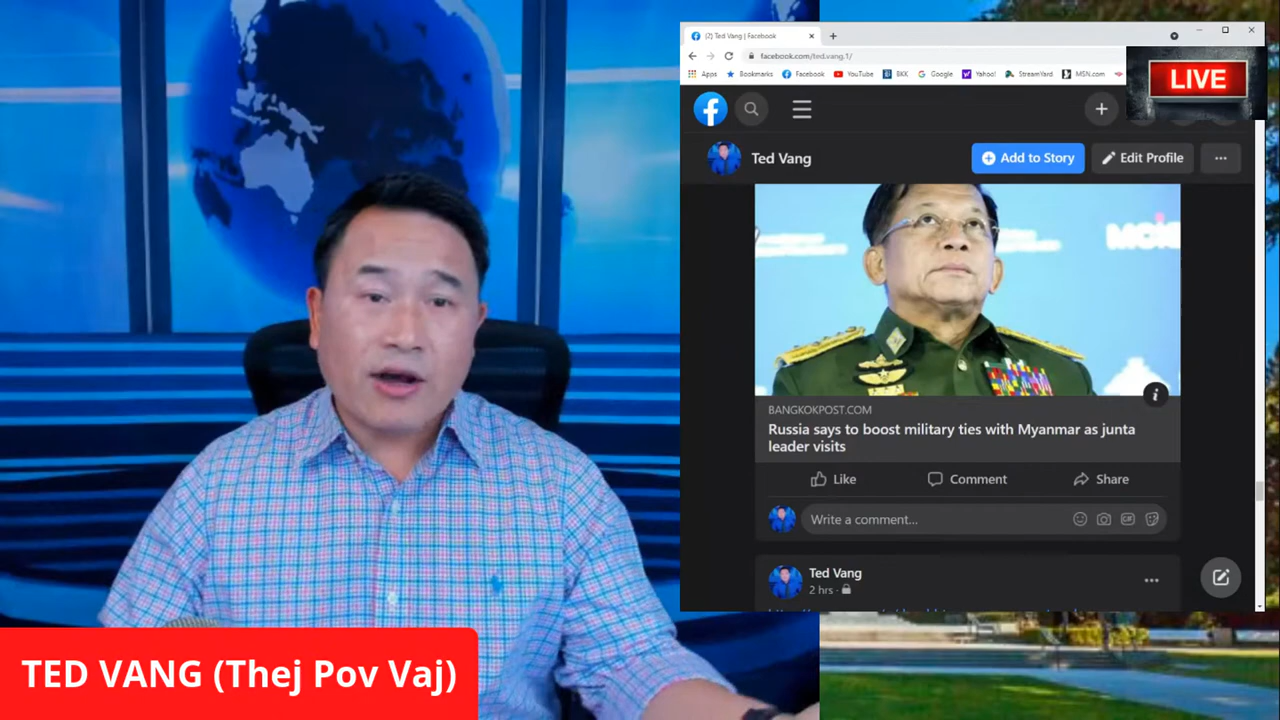 (2) Ted Vang | Facebook
facebook.com/ted.vang.1/
Apps
Bookmarks
Facebook
YouTube
BKK
Google
Yahoo!
StreamYard
MSN.com
LIVE
Ted Vang
Add to Story
Edit Profile
BANGKOKPOST.COM
Russia says to boost military ties with Myanmar as junta
leader visits
Like
Comment
Share
Write a comment...
GIF
Ted Vang
2 hrs
TED VANG (Thej Pov Vaj)